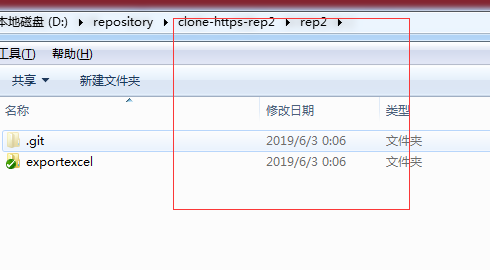 本地磁盘 (D:) ▸ repository ▸ clone-https-rep2 ▸ rep2 ▸
工具(T) 帮助(H)
共享 ▼ 新建文件夹
名称 修改日期 类型
.git 2019/6/3 0:06 文件夹
exportexcel 2019/6/3 0:06 文件夹